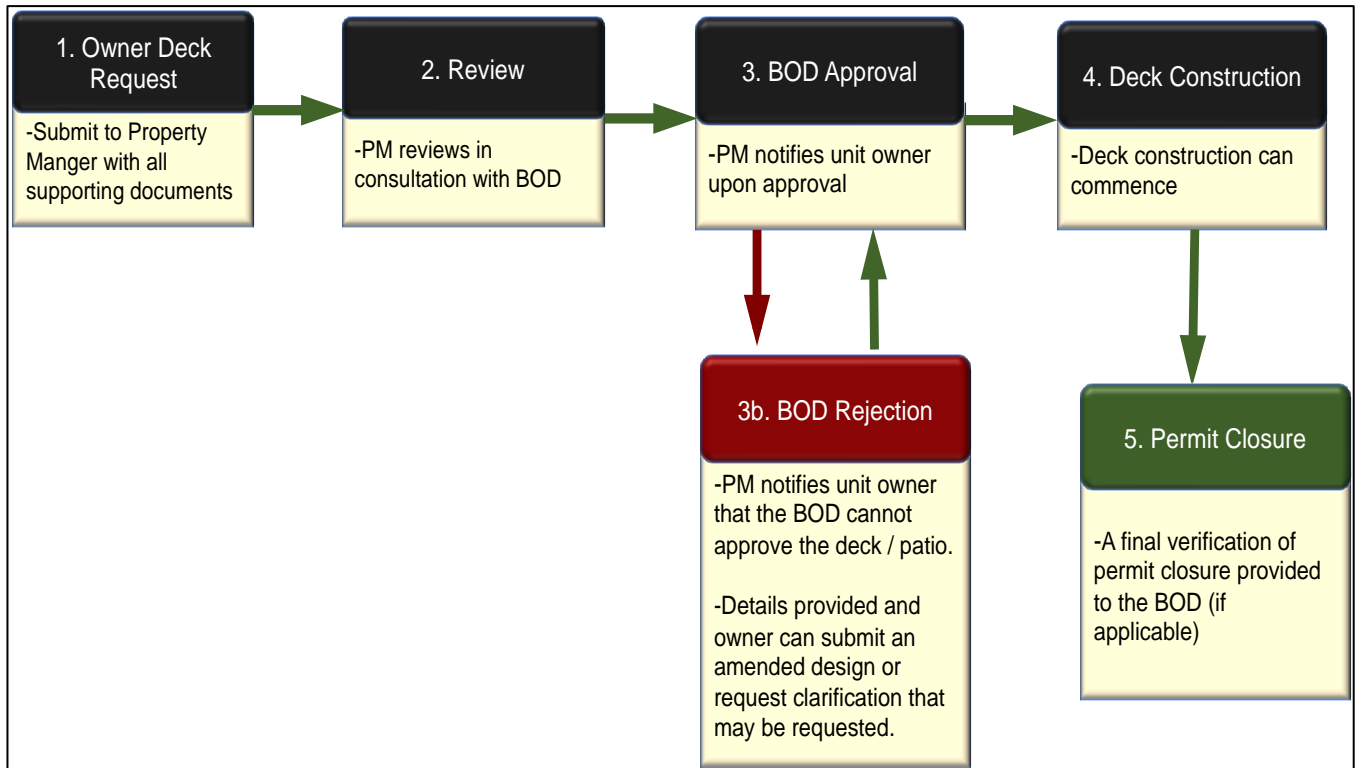 1. Owner Deck
Request
-Submit to Property
Manger with all
supporting documents
2. Review
-PM reviews in
consultation with BOD
3. BOD Approval
-PM notifies unit owner
upon approval
4. Deck Construction
-Deck construction can
commence
3b. BOD Rejection
-PM notifies unit owner
that the BOD cannot
approve the deck / patio.
-Details provided and
owner can submit an
amended design or
request clarification that
may be requested.
5. Permit Closure
-A final verification of
permit closure provided
to the BOD (if
applicable)